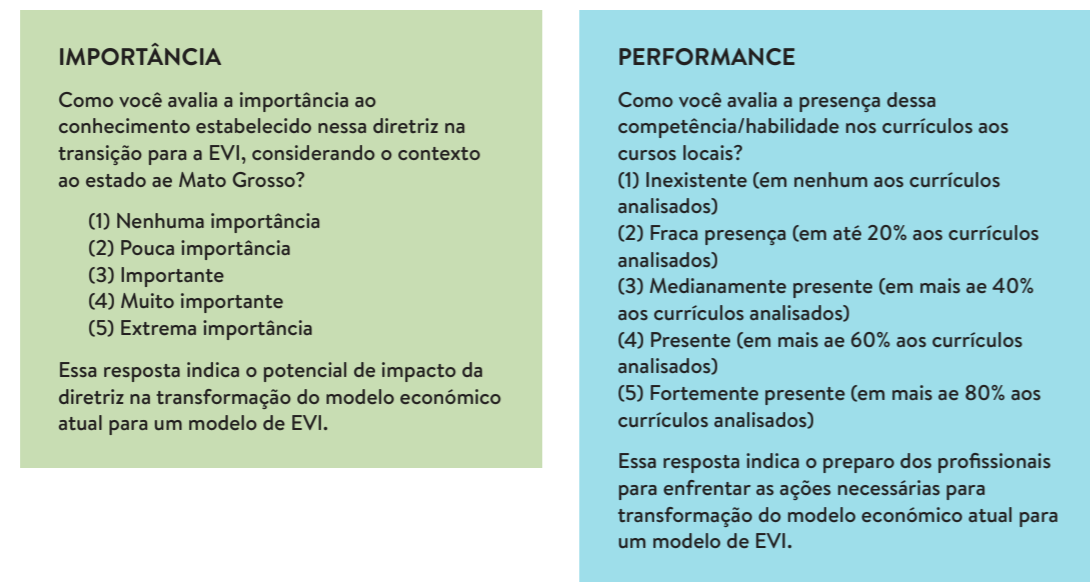 IMPORTÂNCIA
Como você avalia a importância ao
conhecimento estabelecido nessa diretriz na
transição para a EVI, considerando o contexto
ao estado ae Mato Grosso?
(1) Nenhuma importância
(2) Pouca importância
(3) Importante
(4) Muito importante
(5) Extrema importância
Essa resposta indica o potencial de impacto da
diretriz na transformação do modelo económico
atual para um modelo de EVI.
PERFORMANCE
Como você avalia a presença dessa
competência/habilidade nos currículos aos
cursos locais?
(1) Inexistente (em nenhum aos currículos
analisados)
(2) Fraca presença (em até 20% aos currículos
analisados)
(3) Medianamente presente (em mais ae 40%
aos currículos analisados)
(4) Presente (em mais ae 60% aos currículos
analisados)
(5) Fortemente presente (em mais ae 80% aos
currículos analisados)
Essa resposta indica o preparo dos profissionais
para enfrentar as ações necessárias para
transformação do modelo económico atual para
um modelo de EVI.